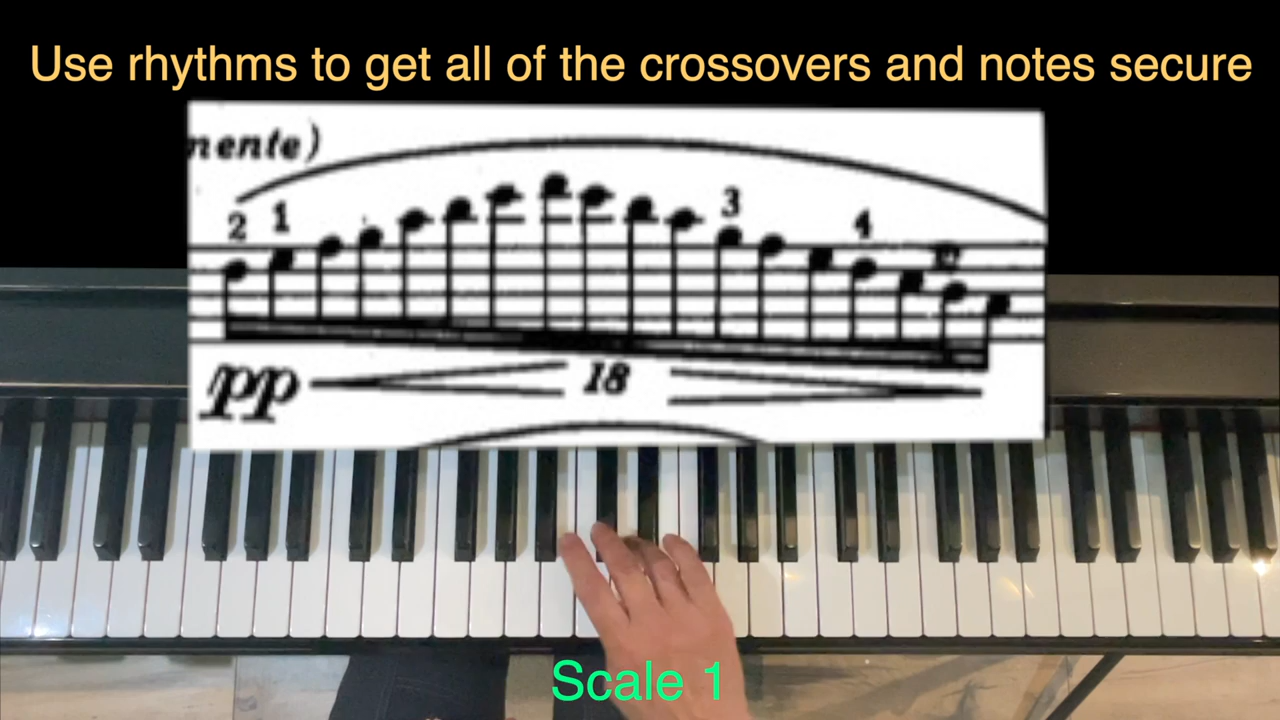 Use rhythms to get all of the crossovers and notes secure
nente)
2 1 3 4
pp 18
Scale 1